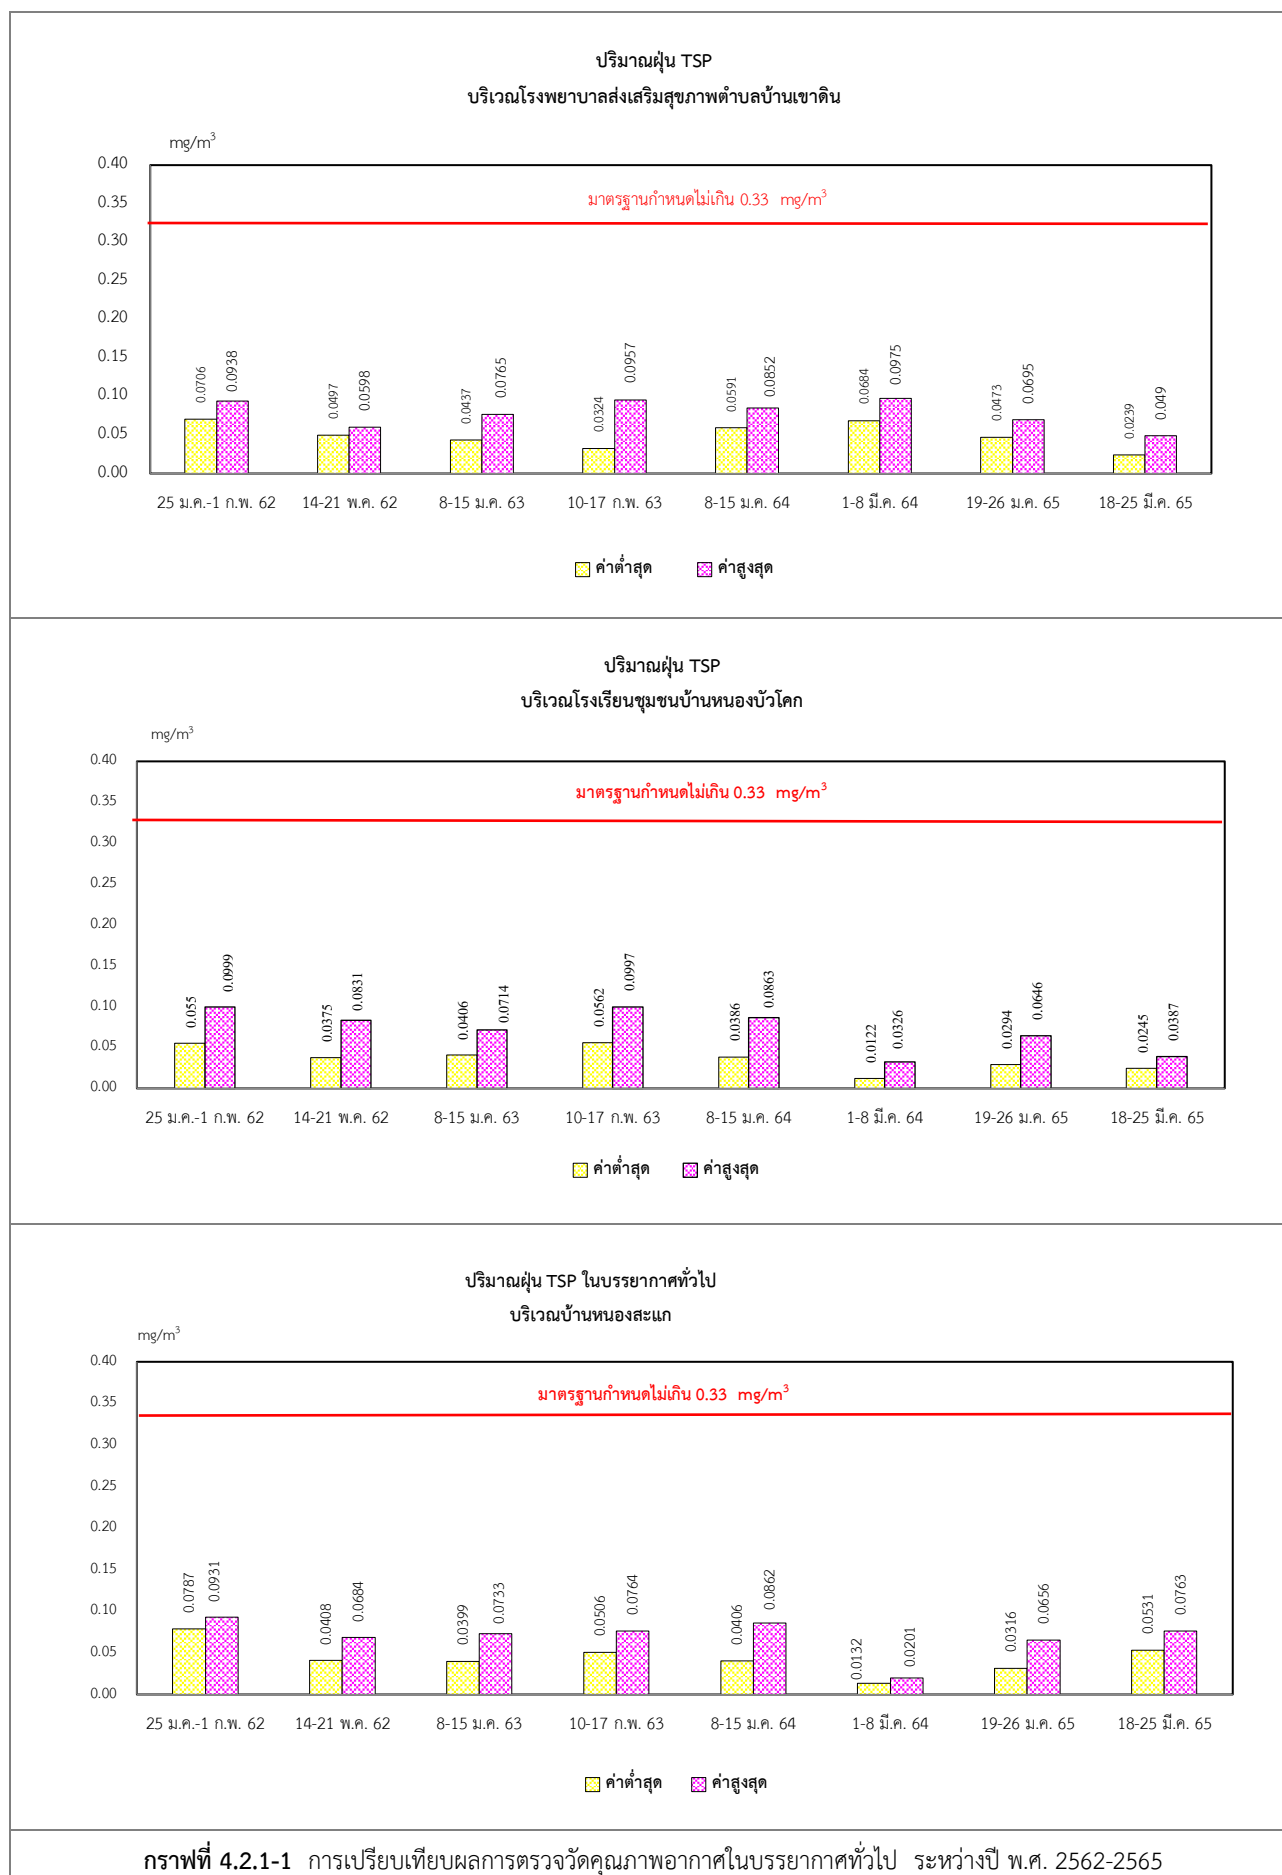 ปริมาณฝุ่น TSP
บริเวณโรงพยาบาลส่งเสริมสุขภาพตำบลบ้านเขาดิน
mg/m³
มาตรฐานกำหนดไม่เกิน 0.33 mg/m³
0.40
0.35
0.30
0.25
0.20
0.15
0.10
0.05
0.00
0.0706 0.0938 0.0497 0.0598 0.0437 0.0765 0.0324 0.0957 0.0591 0.0852 0.0684 0.0975 0.0473 0.0695 0.0239 0.049
25 ม.ค.-1 ก.พ. 62 14-21 พ.ค. 62 8-15 ม.ค. 63 10-17 ก.พ. 63 8-15 ม.ค. 64 1-8 มี.ค. 64 19-26 ม.ค. 65 18-25 มี.ค. 65
ค่าต่ำสุด ค่าสูงสุด
ปริมาณฝุ่น TSP
บริเวณโรงเรียนชุมชนบ้านหนองบัวโคก
mg/m³
มาตรฐานกำหนดไม่เกิน 0.33 mg/m³
0.40
0.35
0.30
0.25
0.20
0.15
0.10
0.05
0.00
0.055 0.0999 0.0375 0.0831 0.0406 0.0714 0.0562 0.0997 0.0386 0.0863 0.0122 0.0326 0.0294 0.0646 0.0245 0.0387
25 ม.ค.-1 ก.พ. 62 14-21 พ.ค. 62 8-15 ม.ค. 63 10-17 ก.พ. 63 8-15 ม.ค. 64 1-8 มี.ค. 64 19-26 ม.ค. 65 18-25 มี.ค. 65
ค่าต่ำสุด ค่าสูงสุด
ปริมาณฝุ่น TSP ในบรรยากาศทั่วไป
บริเวณบ้านหนองสะแก
mg/m³
มาตรฐานกำหนดไม่เกิน 0.33 mg/m³
0.40
0.35
0.30
0.25
0.20
0.15
0.10
0.05
0.00
0.0787 0.0931 0.0408 0.0684 0.0399 0.0733 0.0506 0.0764 0.0406 0.0862 0.0132 0.0201 0.0316 0.0656 0.0531 0.0763
25 ม.ค.-1 ก.พ. 62 14-21 พ.ค. 62 8-15 ม.ค. 63 10-17 ก.พ. 63 8-15 ม.ค. 64 1-8 มี.ค. 64 19-26 ม.ค. 65 18-25 มี.ค. 65
ค่าต่ำสุด ค่าสูงสุด
กราฟที่ 4.2.1-1 การเปรียบเทียบผลการตรวจวัดคุณภาพอากาศในบรรยากาศทั่วไป ระหว่างปี พ.ศ. 2562-2565